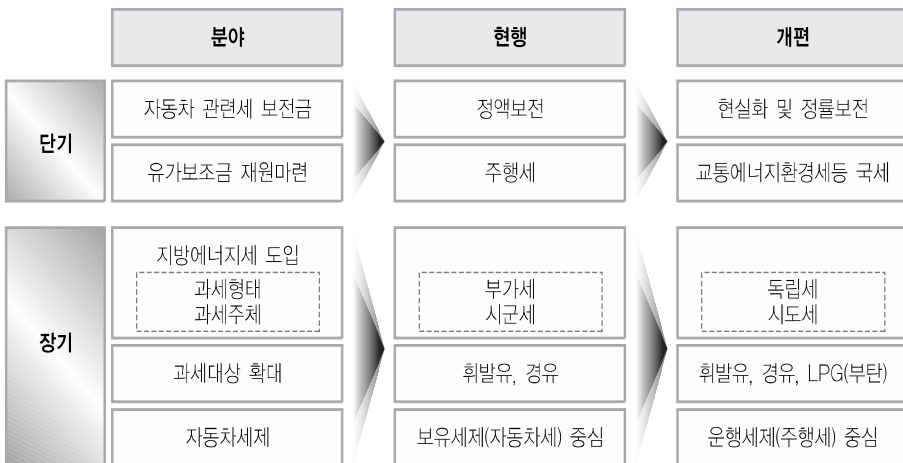 분야
현행
개편
단기
자동차 관련세 보전금
정액보전
현실화 및 정률보전
유가보조금 재원마련
주행세
교통에너지환경세등 국세
장기
지방에너지세 도입
과세형태
과세주체
부가세
시군세
독립세
시도세
과세대상 확대
휘발유, 경유
휘발유, 경유, LPG(부탄)
자동차세제
보유세제(자동차세) 중심
운행세제(주행세) 중심